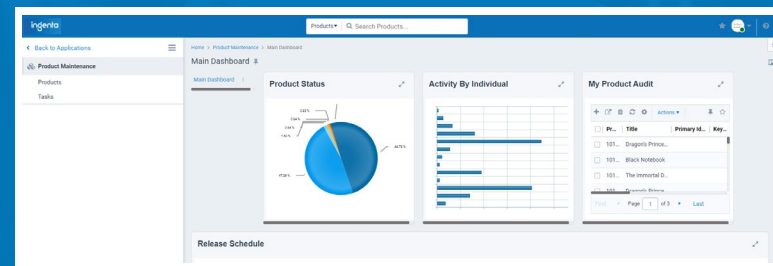 ingenta
Products
Search Products...
Back to Applications
Product Maintenance
Products
Tasks
Home > Product Maintenance > Main Dashboard
Main Dashboard
Main Dashboard
Product Status
Activity By Individual
My Product Audit
Actions
Pr... Title Primary Id... Key...
101... Dragon's Prince...
101... Black Notebook
101... The Immortal D...
Page 1 of 3 Last
Release Schedule